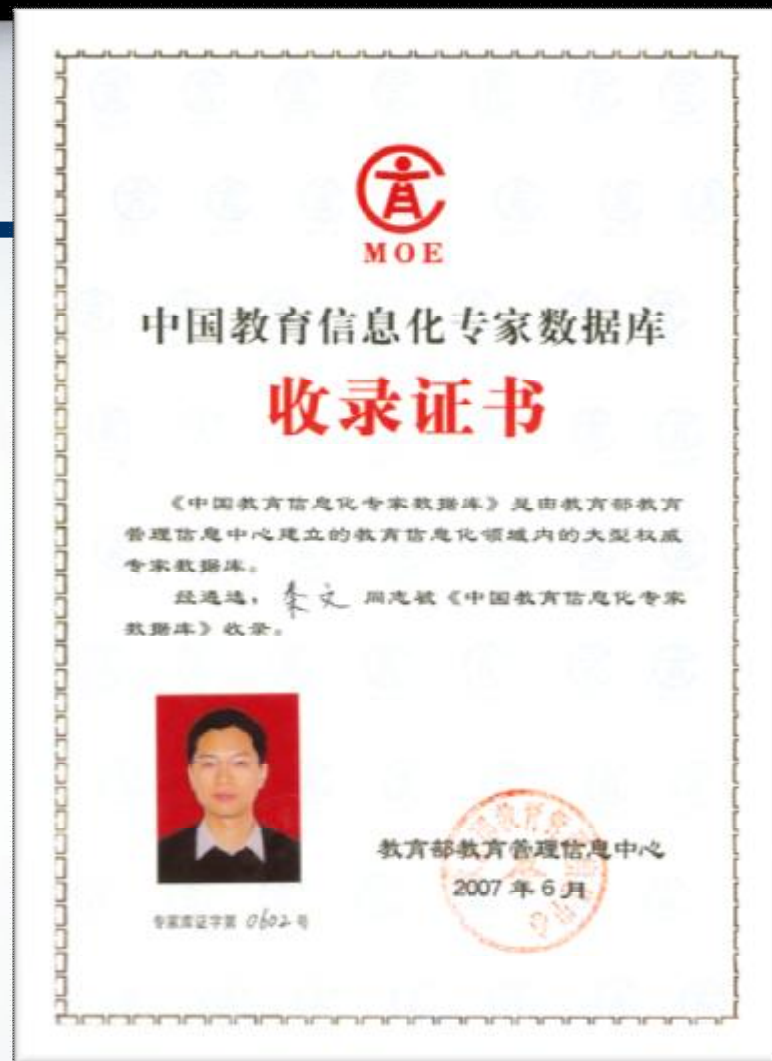 MOE
中国教育信息化专家数据库
收录证书
《中国教育信息化专家数据库》是由教育部教育
管理信息中心建立的教育信息化领域内的大型权威
专家数据库。
经遴选，秦文 同志被《中国教育信息化专家
数据库》收录。
教育部教育管理信息中心
2007 年 6 月
专家库证字第 0602 号